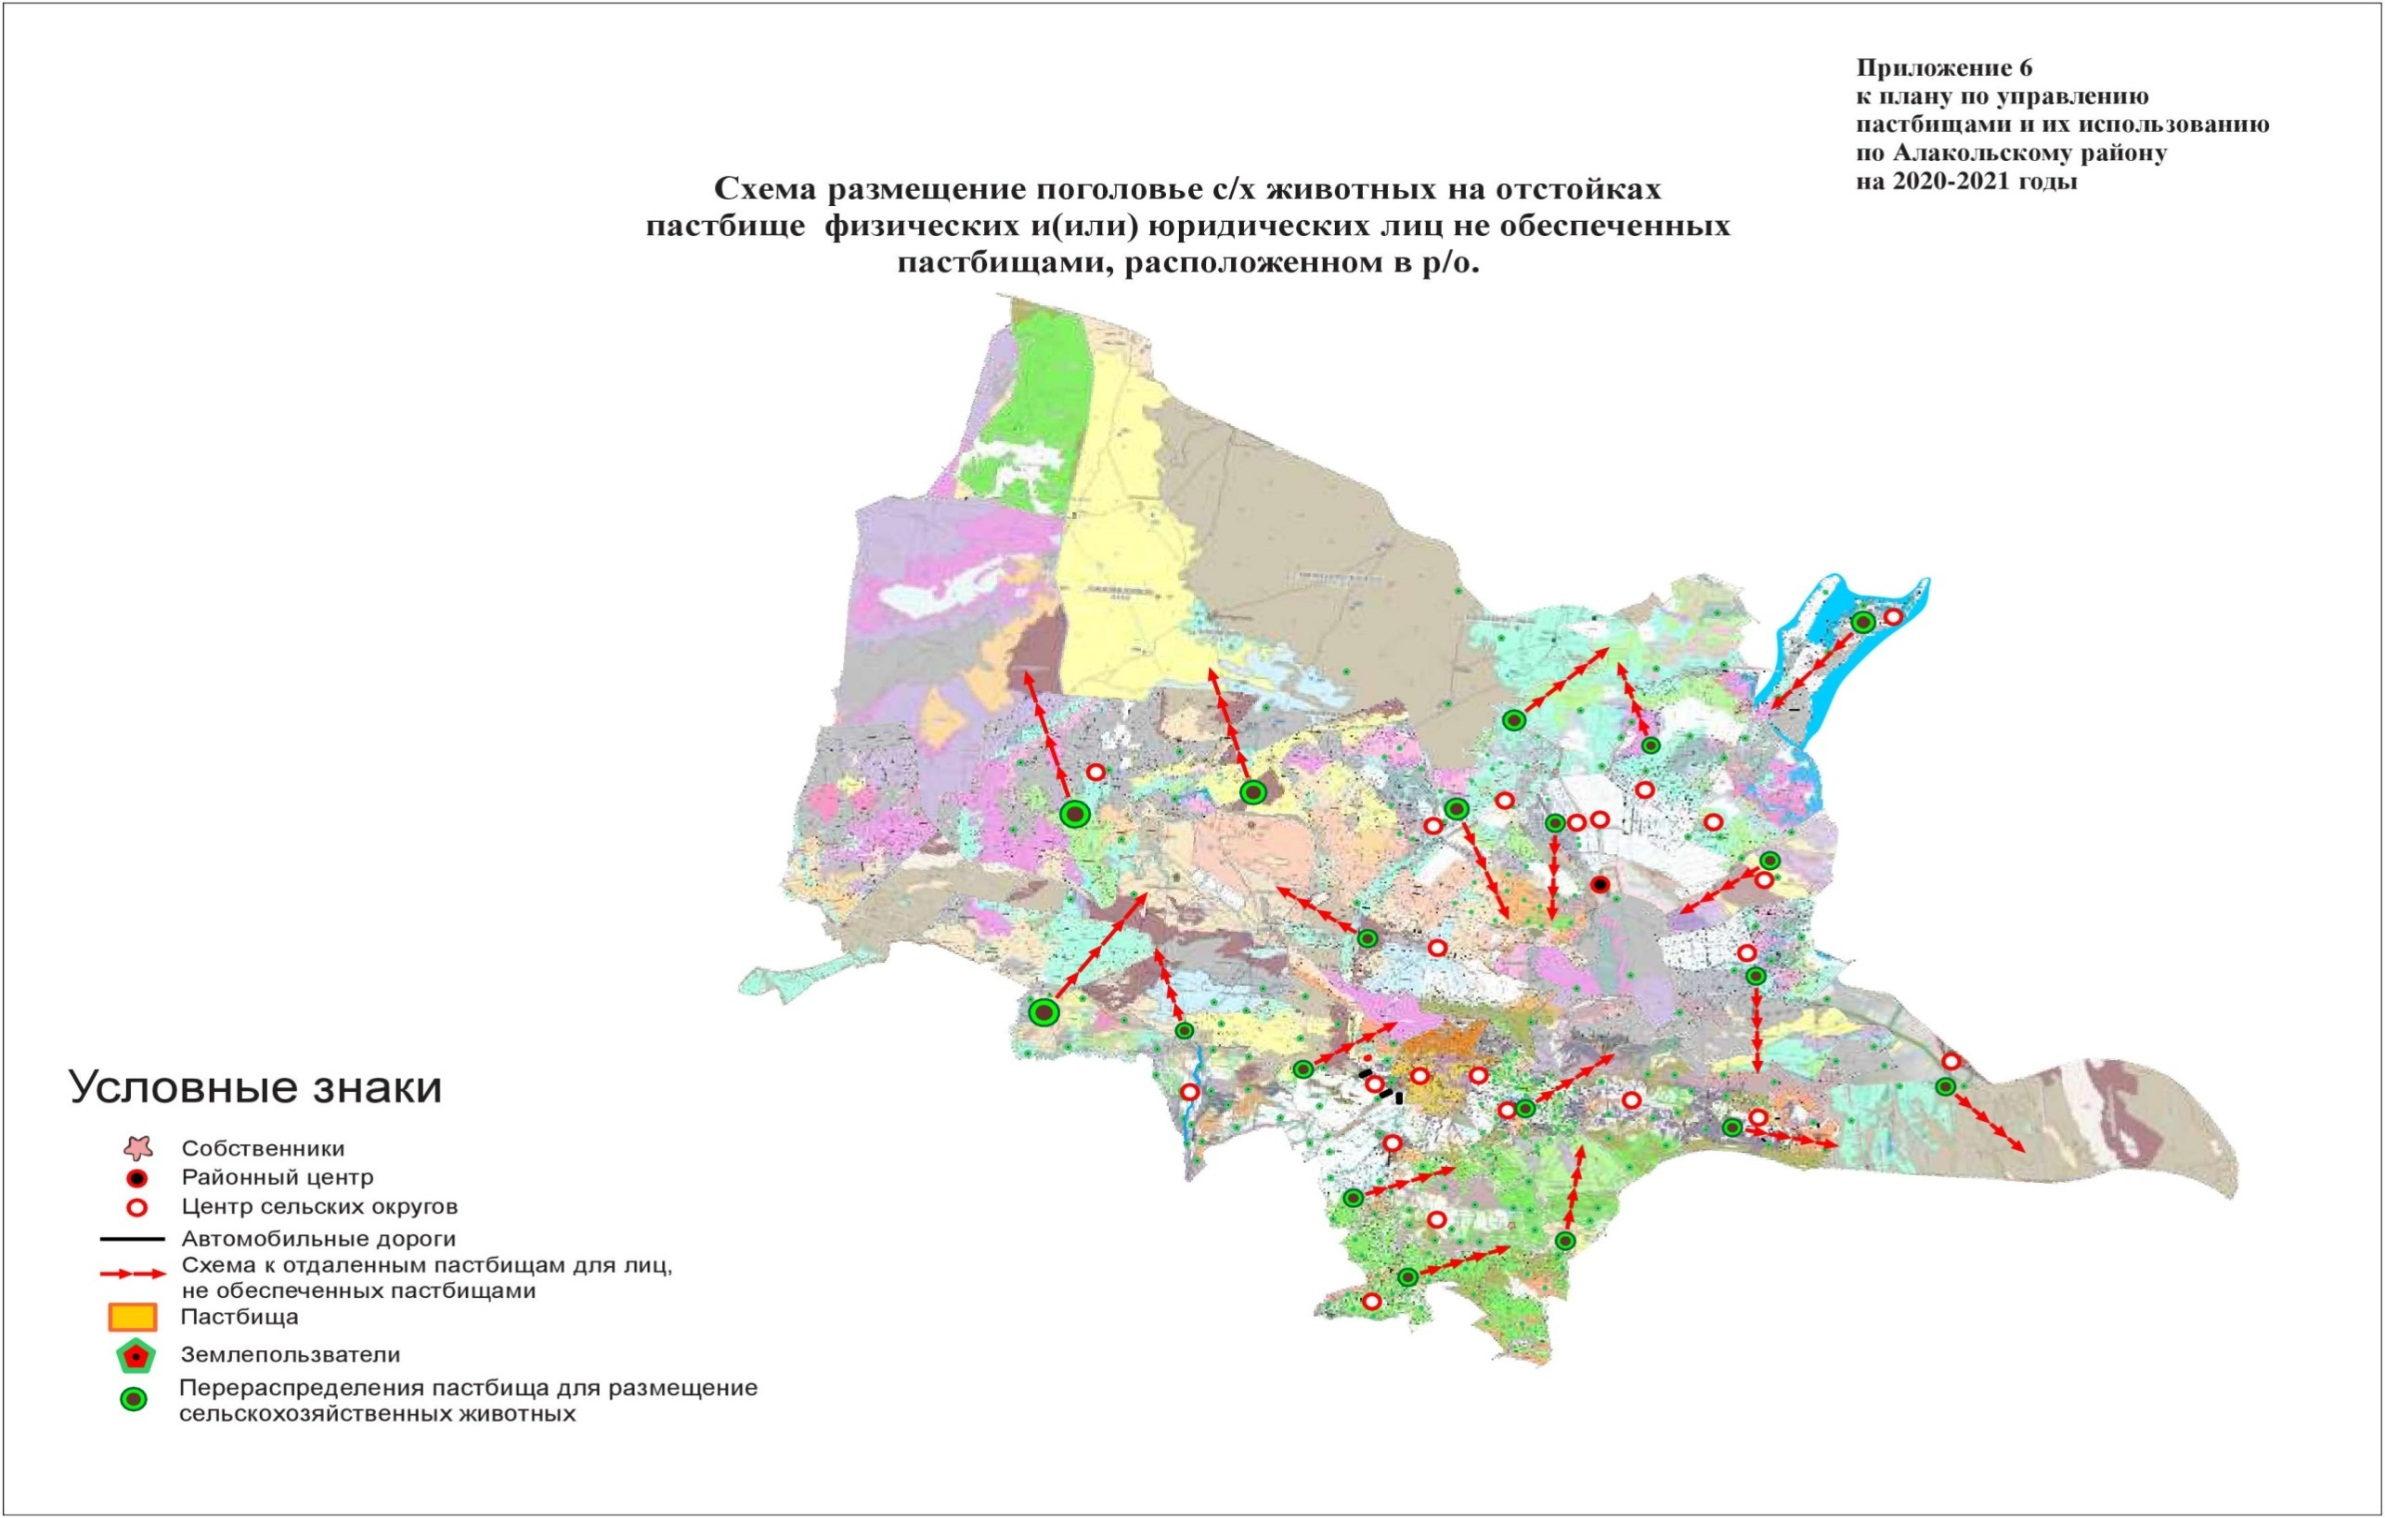 Приложение 6
к плану по управлению
пастбищами и их использованию
по Алакольскому району
на 2020-2021 годы
Схема размещение поголовье с/х животных на отстойках
пастбище физических и(или) юридических лиц не обеспеченных
пастбищами, расположенном в р/о.
Условные знаки
Собственники
Районный центр
Центр сельских округов
Автомобильные дороги
Схема к отдаленным пастбищам для лиц,
не обеспеченных пастбищами
Пастбища
Землепользватели
Перераспределения пастбища для размещение
сельскохозяйственных животных